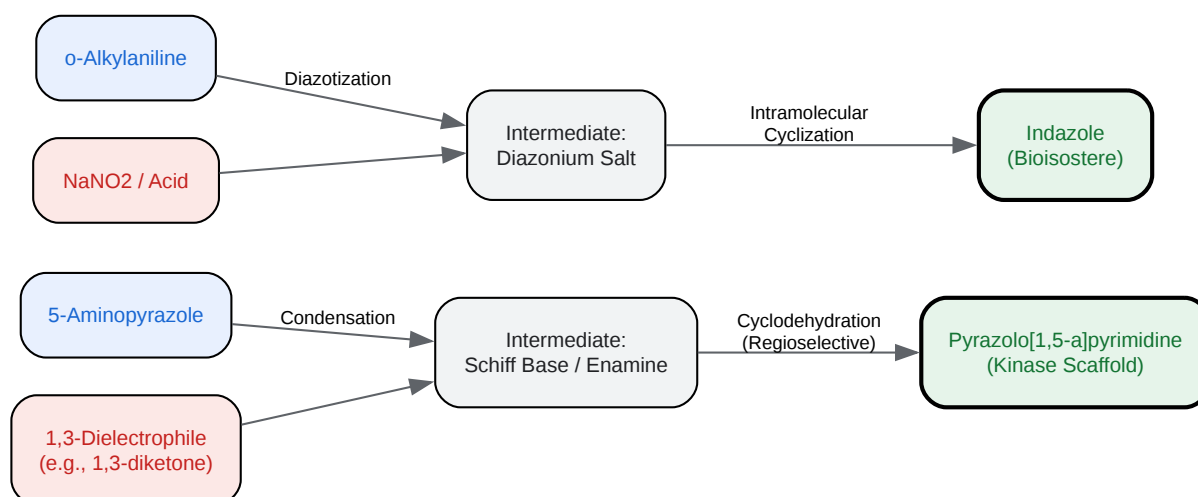 o-Alkylaniline
Diazotization
NaNO2 / Acid
Intermediate:
Diazonium Salt
Intramolecular
Cyclization
Indazole
(Bioisostere)
5-Aminopyrazole
Condensation
1,3-Dielectrophile
(e.g., 1,3-diketone)
Intermediate:
Schiff Base / Enamine
Cyclodehydration
(Regioselective)
Pyrazolo[1,5-a]pyrimidine
(Kinase Scaffold)